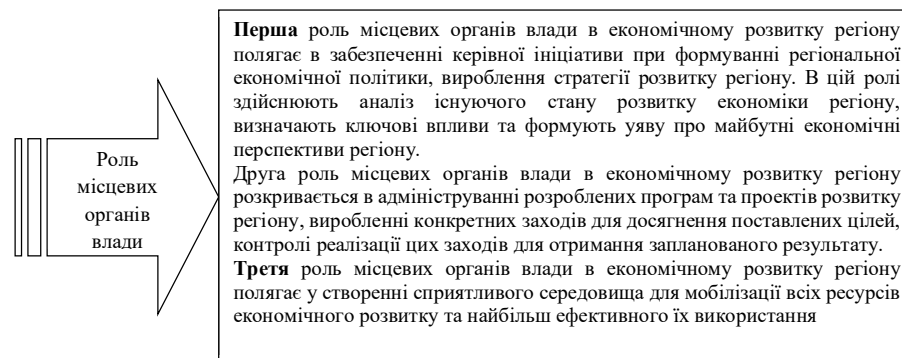 Роль
місцевих
органів
влади
Перша роль місцевих органів влади в економічному розвитку регіону
полягає в забезпеченні керівної ініціативи при формуванні регіональної
економічної політики, вироблення стратегії розвитку регіону. В цій ролі
здійснюють аналіз існуючого стану розвитку економіки регіону,
визначають ключові впливи та формують уяву про майбутні економічні
перспективи регіону.
Друга роль місцевих органів влади в економічному розвитку регіону
розкривається в адмініструванні розроблених програм та проектів розвитку
регіону, виробленні конкретних заходів для досягнення поставлених цілей,
контролі реалізації цих заходів для отримання запланованого результату.
Третя роль місцевих органів влади в економічному розвитку регіону
полягає у створенні сприятливого середовища для мобілізації всіх ресурсів
економічного розвитку та найбільш ефективного їх використання